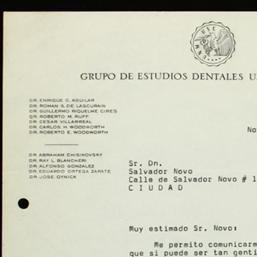 GRUPO DE ESTUDIOS DENTALES U
DR. ENRIQUE C. AGUILAR
DR. ROMAN S. DE LASCURAIN
DR. GUILLERMO RIQUELME GIRES
DR. ROBERTO M. RUFF
DR. CESAR VILLARREAL
DR. CARLOS H. WOODWORTH
DR. ROBERTO E. WOODWORTH
DR. ABRAHAM CHISINOVSKY
DR. RAY L. BLANCHERI
DR. ALFONSO GONZALEZ
DR. EDUARDO ORTEGA ZARATE
DR. JOSE OYNICK
No
Sr. Dn.
Salvador Novo
Calle de Salvador Novo # 1
C I U D A D
Muy estimado Sr. Novo:
Me permito comunicarm
que si puede ser tan genti